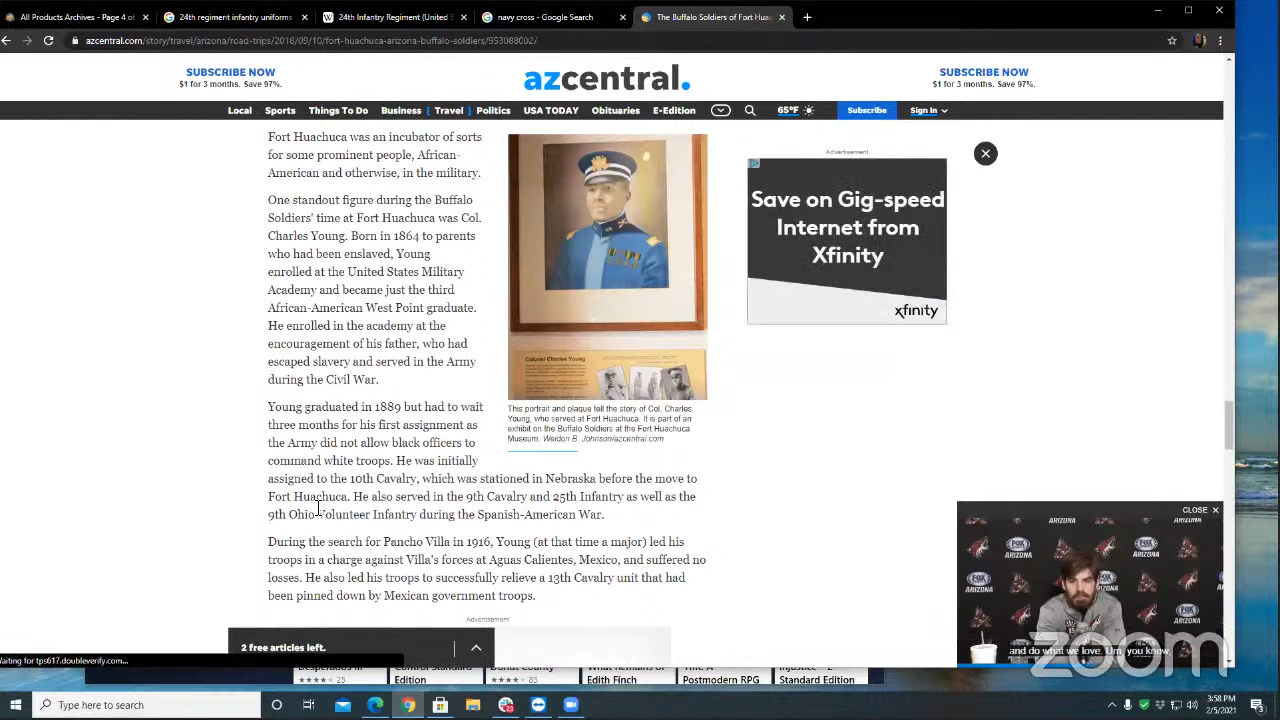 All Products Archives - Page 4 of
24th regiment infantry uniforms
24th Infantry Regiment (United S
navy cross - Google Search
The Buffalo Soldiers of Fort Hua
azcentral.com/story/travel/arizona/road-trips/2018/09/10/fort-huachuca-arizona-buffalo-soldiers/953088002/
SUBSCRIBE NOW
$1 for 3 months. Save 97%.
azcentral.
SUBSCRIBE NOW
$1 for 3 months. Save 97%.
Local Sports Things To Do Business [ Travel ] Politics USA TODAY Obituaries E-Edition 65°F Subscribe Sign In
Fort Huachuca was an incubator of sorts
for some prominent people, African-
American and otherwise, in the military.
One standout figure during the Buffalo
Soldiers' time at Fort Huachuca was Col.
Charles Young. Born in 1864 to parents
who had been enslaved, Young
enrolled at the United States Military
Academy and became just the third
African-American West Point graduate.
He enrolled in the academy at the
encouragement of his father, who had
escaped slavery and served in the Army
during the Civil War.
Colonel Charles Young
This portrait and plaque tell the story of Col. Charles
Young, who served at Fort Huachuca. It is part of an
exhibit on the Buffalo Soldiers at the Fort Huachuca
Museum. Weldon B. Johnson/azcentral.com
Young graduated in 1889 but had to wait
three months for his first assignment as
the Army did not allow black officers to
command white troops. He was initially
assigned to the 10th Cavalry, which was stationed in Nebraska before the move to
Fort Huachuca. He also served in the 9th Cavalry and 25th Infantry as well as the
9th Ohio Volunteer Infantry during the Spanish-American War.
During the search for Pancho Villa in 1916, Young (at that time a major) led his
troops in a charge against Villa's forces at Aguas Calientes, Mexico, and suffered no
losses. He also led his troops to successfully relieve a 13th Cavalry unit that had
been pinned down by Mexican government troops.
Advertisement
Advertisement
Save on Gig-speed
Internet from
Xfinity
xfinity
CLOSE
ARIZONA
FOX
ARIZONA
and do what we love. Um, you know,
zoom
2 free articles left.
Waiting for tps617.doubleverify.com...
25
Control Standard
Edition
Donut County
85
What Remains of
Edith Finch
The: A
Postmodern RPG
Injustice 2
Standard Edition
Type here to search
3:58 PM
2/5/2021